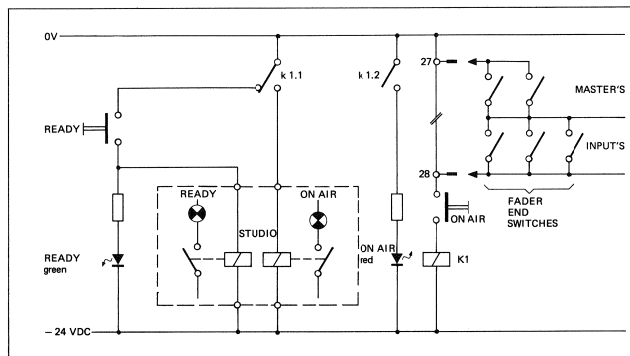 0V
k 1.1
k 1.2
27
MASTER'S
READY
INPUT'S
28
READY
ON AIR
STUDIO
ON AIR
FADER
END
SWITCHES
READY
green
ON AIR
red
K1
– 24 VDC